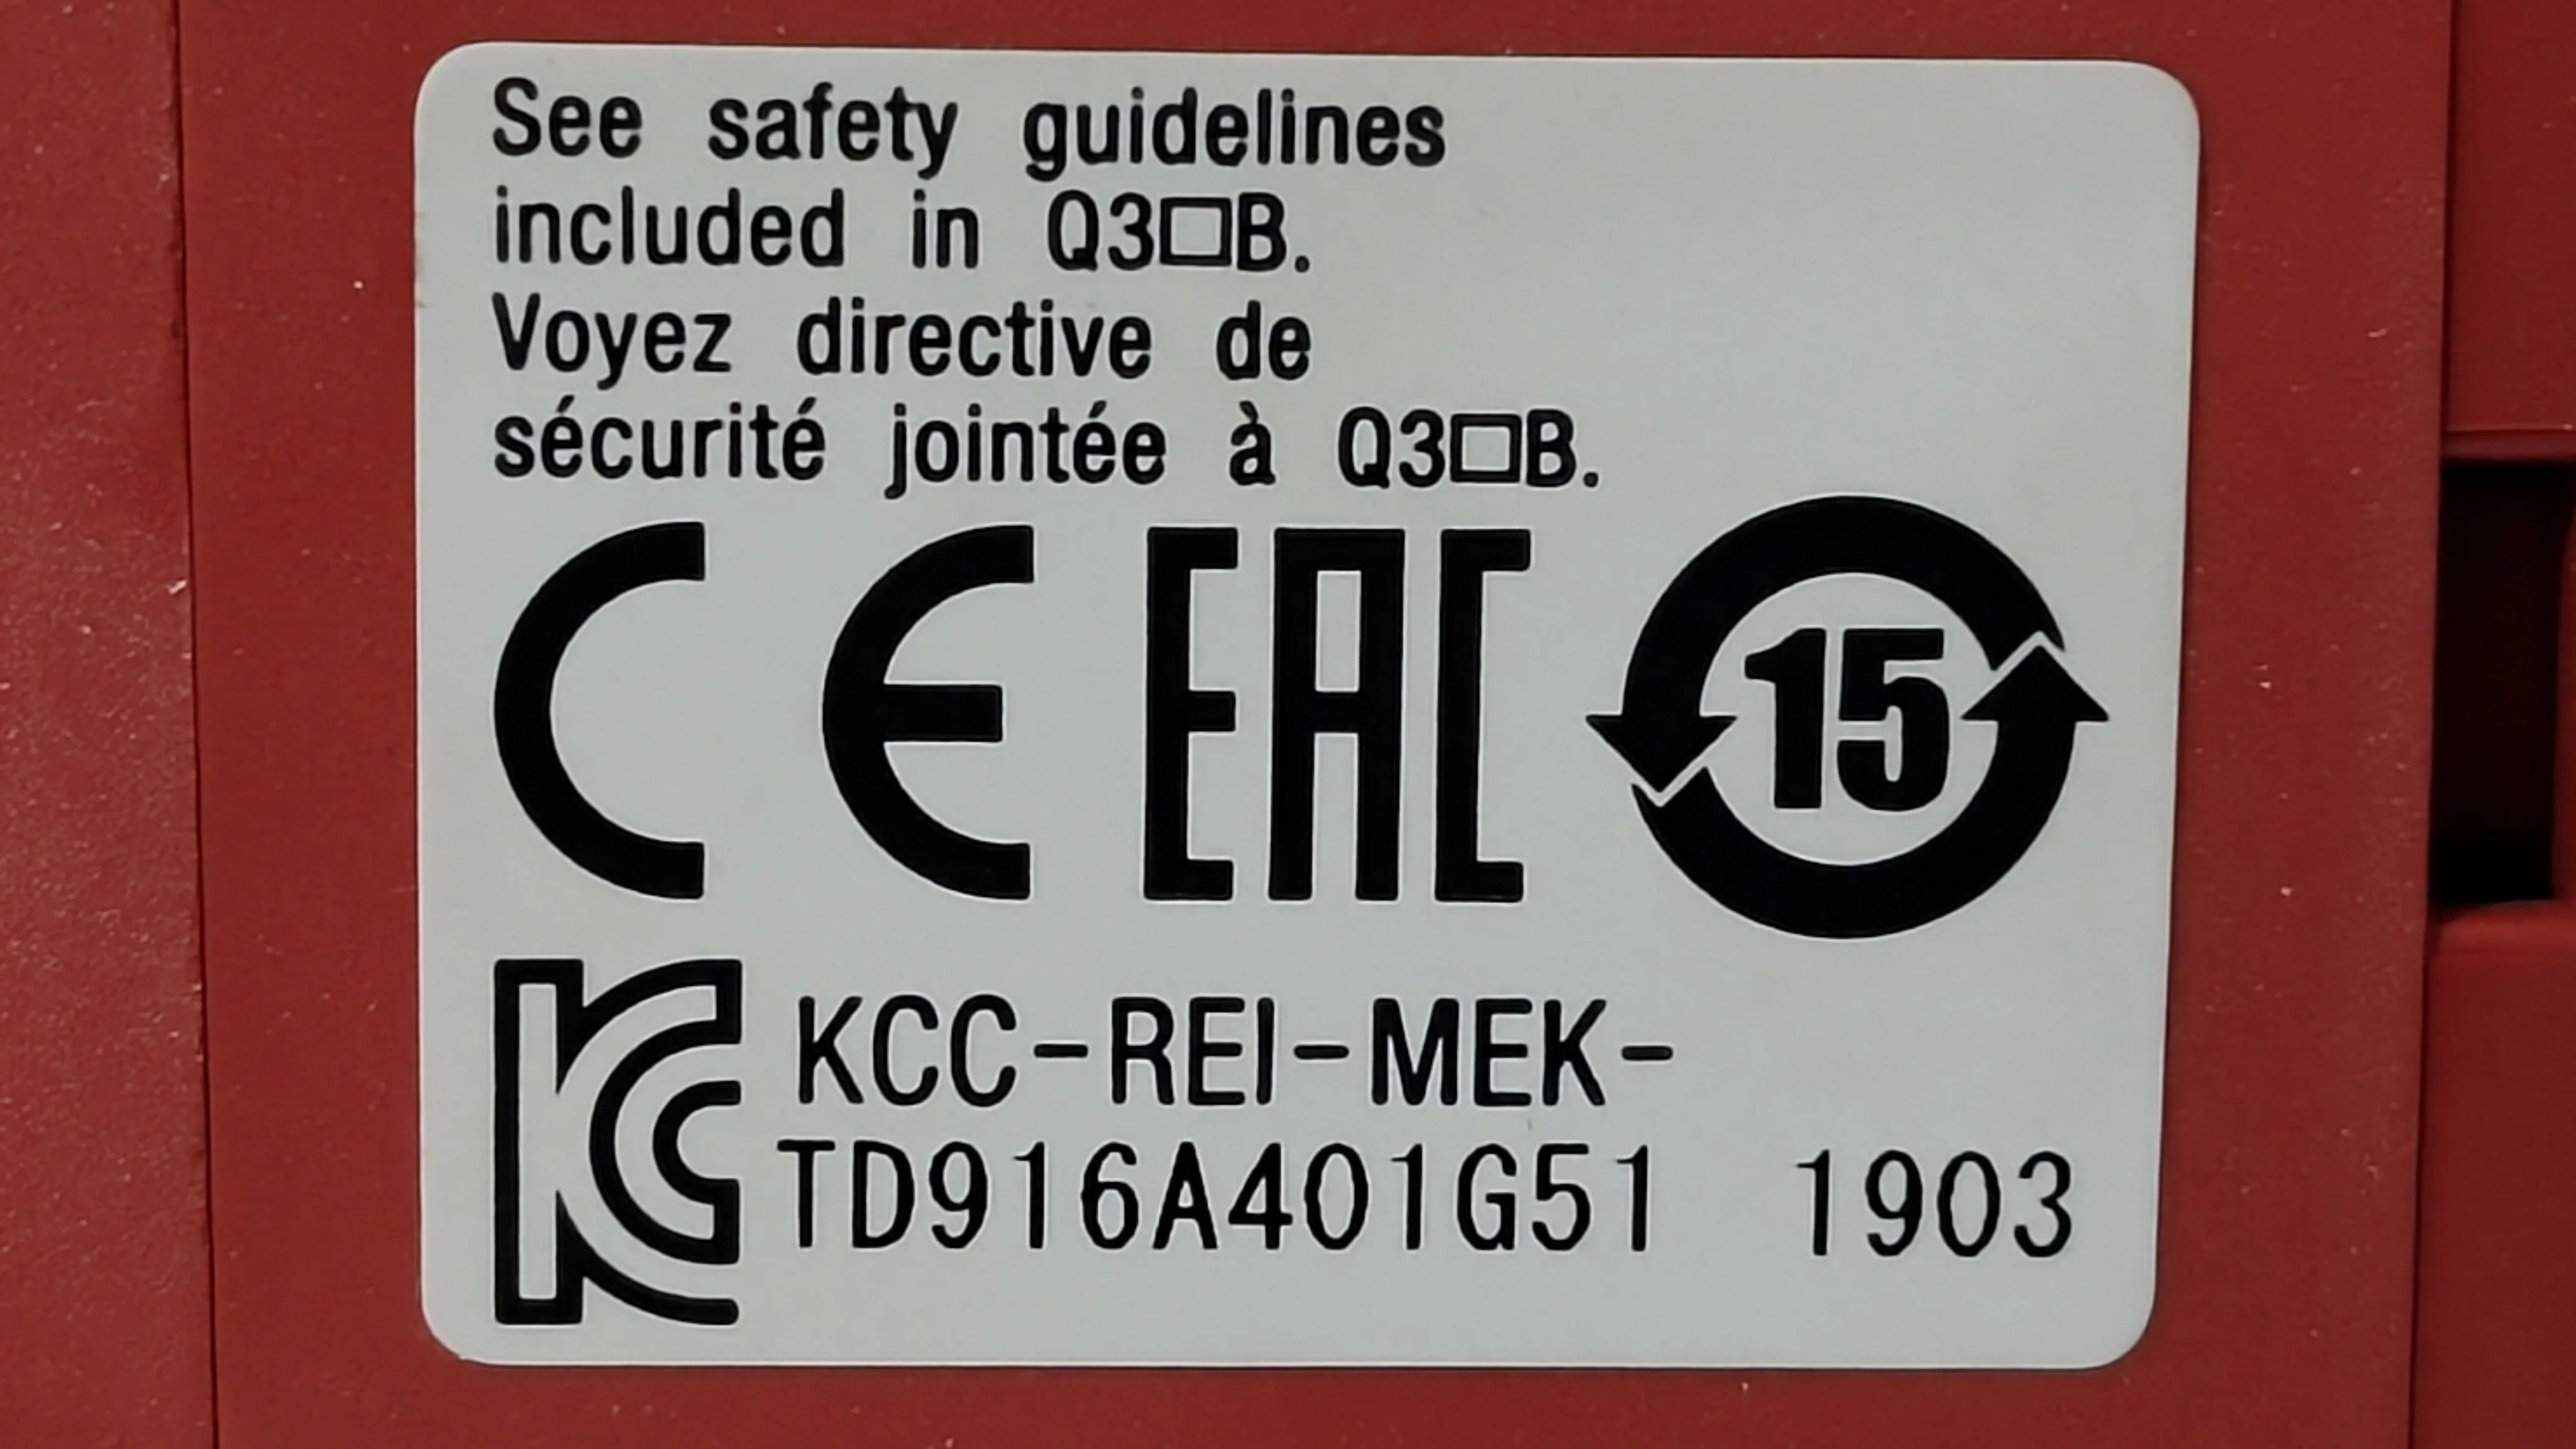 See safety guidelines
included in Q3□B.
Voyez directive de
sécurité jointée à Q3□B.
CE EAC 15
KC KCC-REI-MEK-
TD916A401G51 1903